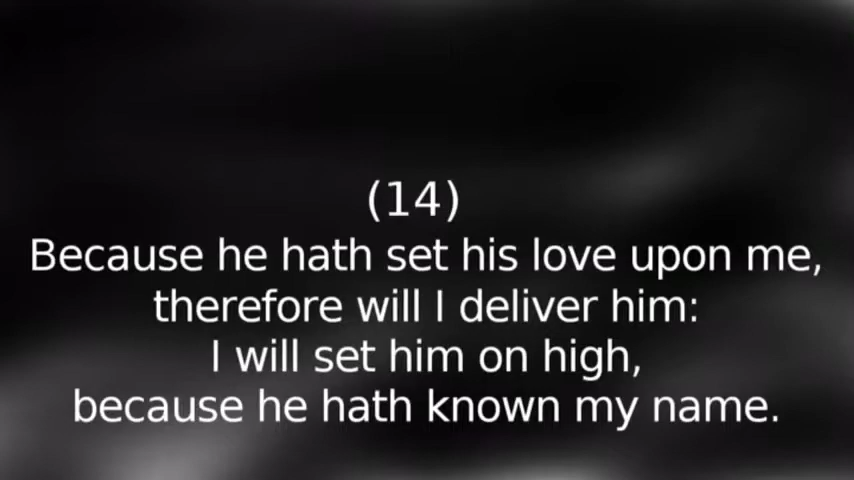 (14)
Because he hath set his love upon me,
therefore will I deliver him:
I will set him on high,
because he hath known my name.